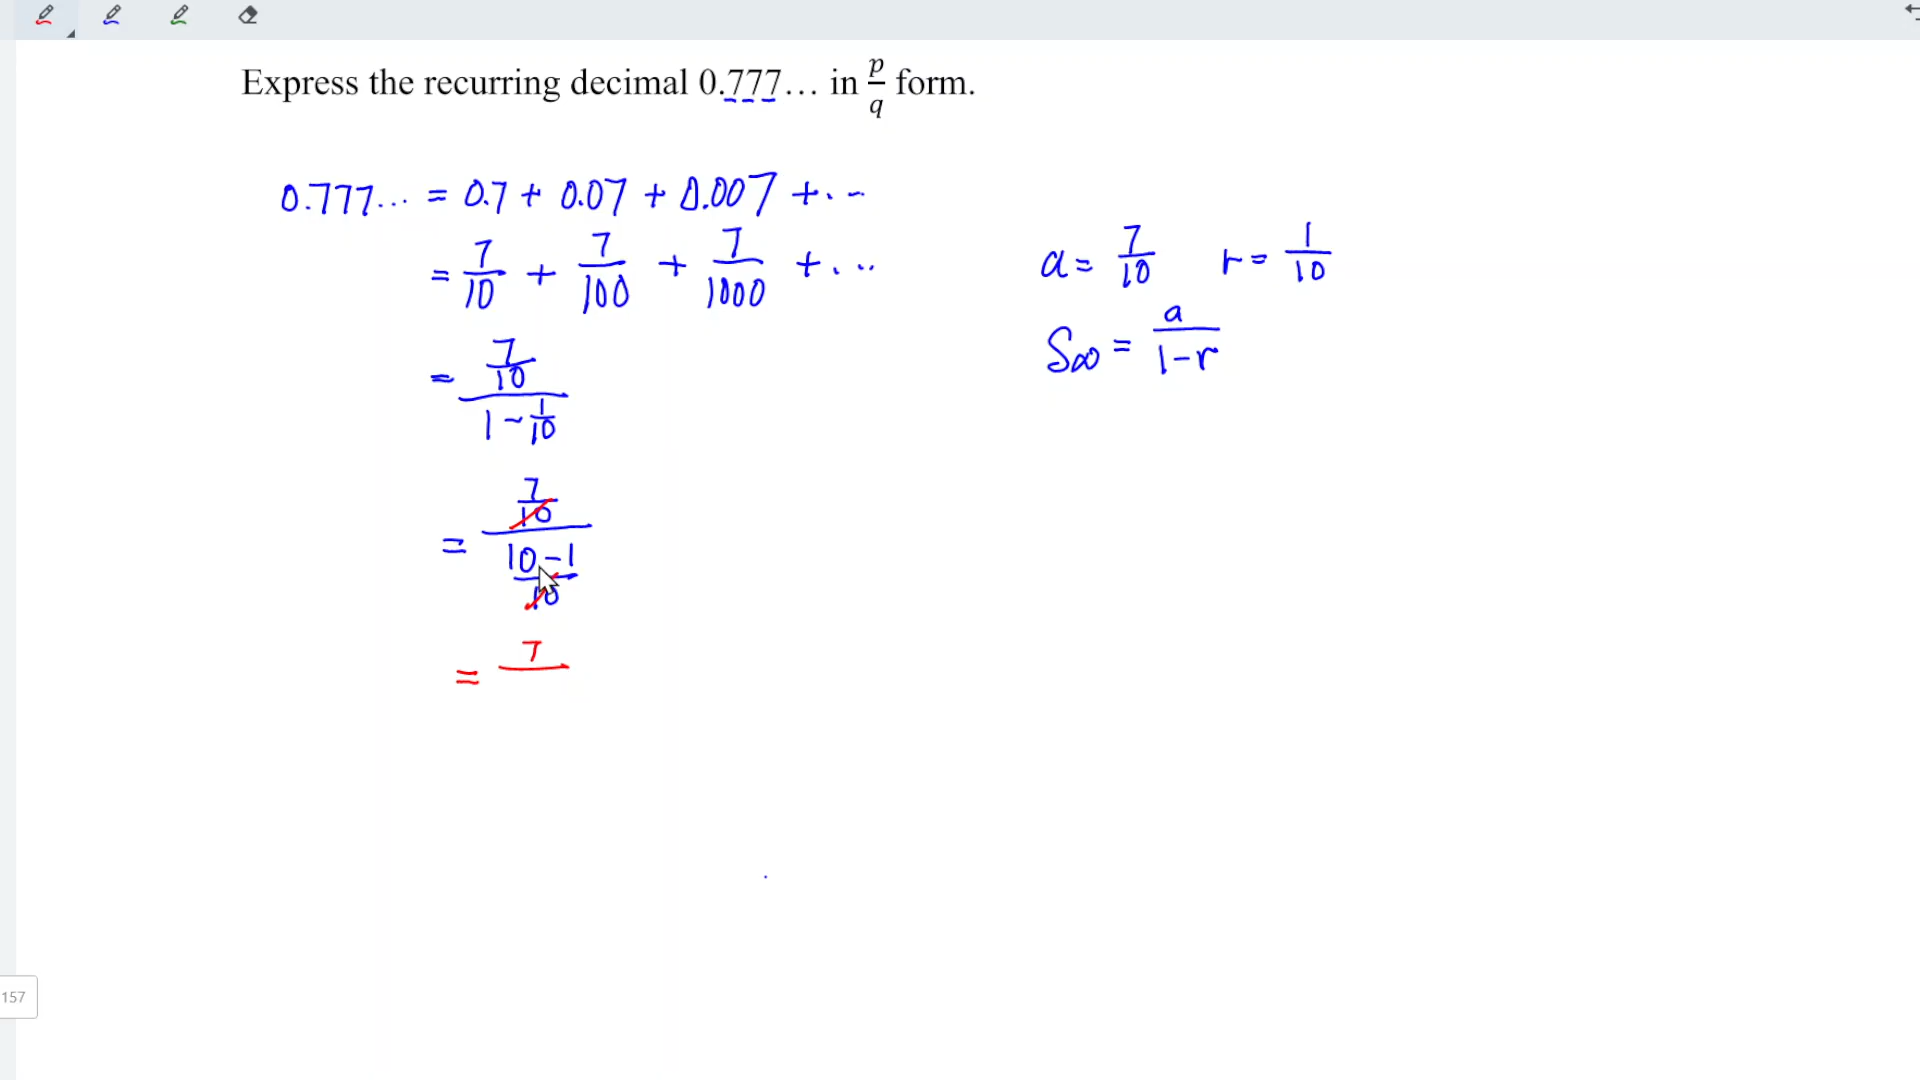 Express the recurring decimal 0.777… in p/q form.
0.777... = 0.7 + 0.07 + 0.007 + ...
= 7/10 + 7/100 + 7/1000 + ...
a = 7/10 r = 1/10
S∞ = a/(1-r)
= (7/10)/(1-1/10)
= (7/10)/((10-1)/10)
= 7/
157